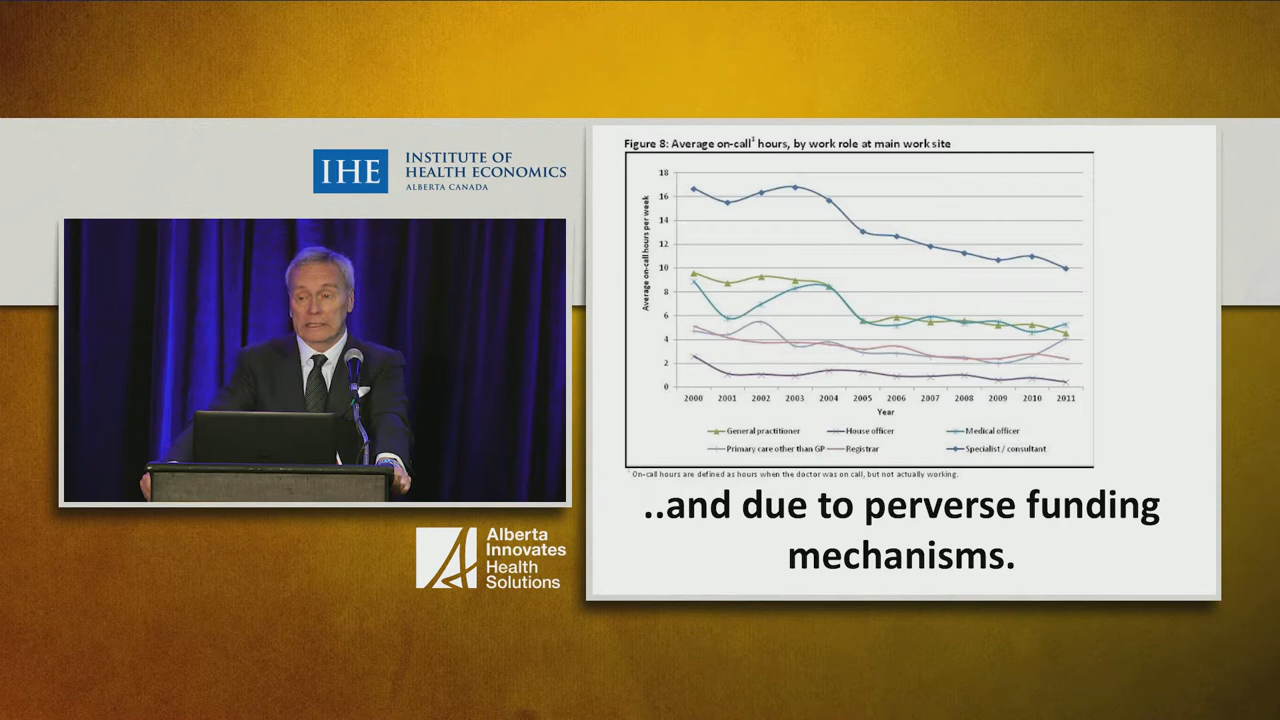 IHE
INSTITUTE OF
HEALTH ECONOMICS
ALBERTA CANADA
Alberta
Innovates
Health
Solutions
Figure 8: Average on-call¹ hours, by work role at main work site
Average on-call hours per week
18
16
14
12
10
8
6
4
2
0
2000 2001 2002 2003 2004 2005 2006 2007 2008 2009 2010 2011
Year
General practitioner House officer Medical officer
Primary care other than GP Registrar Specialist / consultant
¹ On-call hours are defined as hours when the doctor was on call, but not actually working.
..and due to perverse funding
mechanisms.